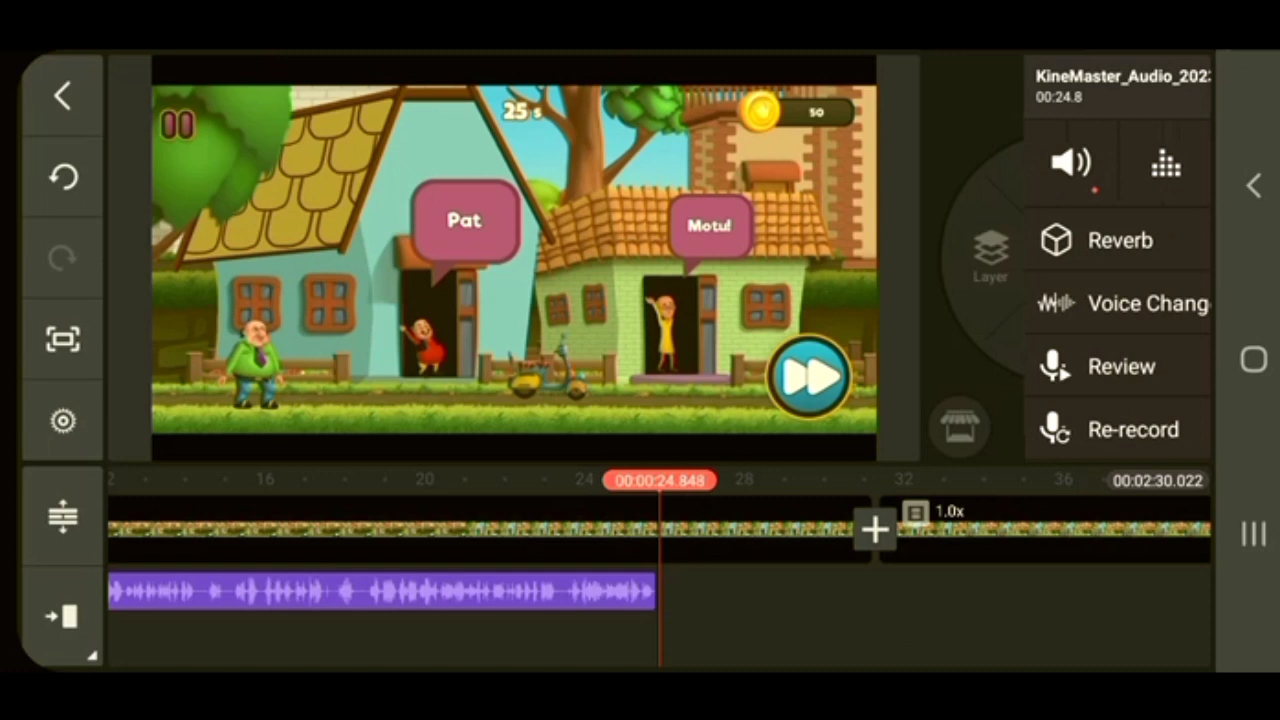 KineMaster_Audio_202
00:24.8
25 s
50
Pat
Motu!
Layer
Reverb
Voice Chang
Review
Re-record
16
20
24
00:00:24.848
28
32
36
00:02:30.022
1.0x